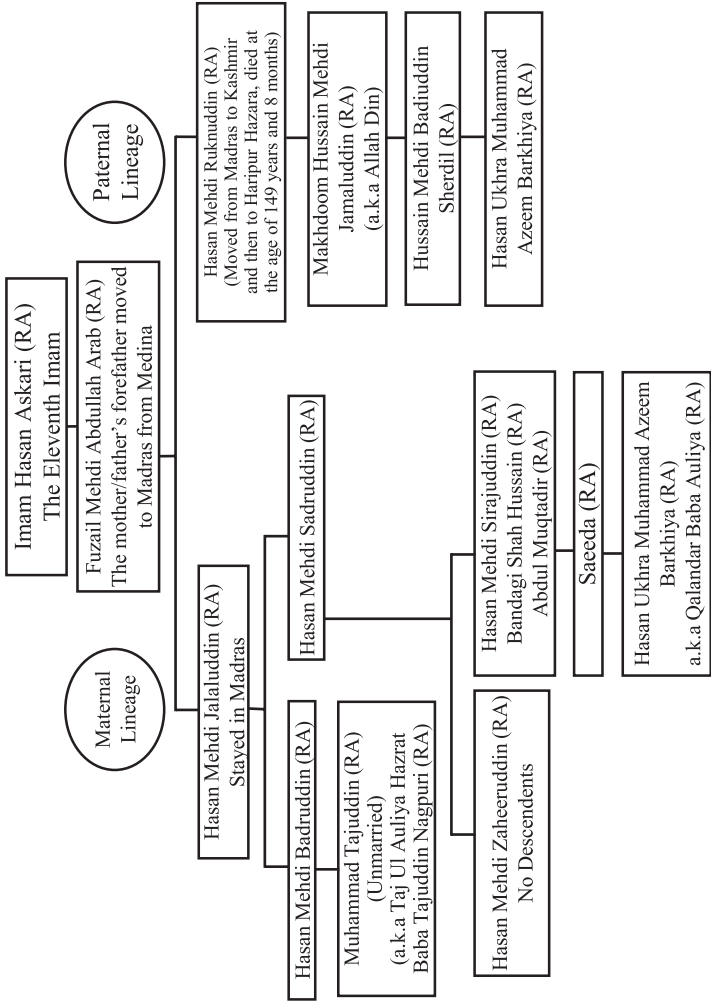 Imam Hasan Askari (RA)
The Eleventh Imam
Fuzail Mehdi Abdullah Arab (RA)
The mother/father's forefather moved
to Madras from Medina
Maternal
Lineage
Paternal
Lineage
Hasan Mehdi Jalaluddin (RA)
Stayed in Madras
Hasan Mehdi Ruknuddin (RA)
(Moved from Madras to Kashmir
and then to Haripur Hazara, died at
the age of 149 years and 8 months)
Hasan Mehdi Badruddin (RA)
Hasan Mehdi Sadruddin (RA)
Makhdoom Hussain Mehdi
Jamaluddin (RA)
(a.k.a Allah Din)
Muhammad Tajuddin (RA)
(Unmarried)
(a.k.a Taj Ul Auliya Hazrat
Baba Tajuddin Nagpuri (RA)
Hussain Mehdi Badiuddin
Sherdil (RA)
Hasan Mehdi Zaheeruddin (RA)
No Descendents
Hasan Mehdi Sirajuddin (RA)
Bandagi Shah Hussain (RA)
Abdul Muqtadir (RA)
Hasan Ukhra Muhammad
Azeem Barkhiya (RA)
Saeeda (RA)
Hasan Ukhra Muhammad Azeem
Barkhiya (RA)
a.k.a Qalandar Baba Auliya (RA)